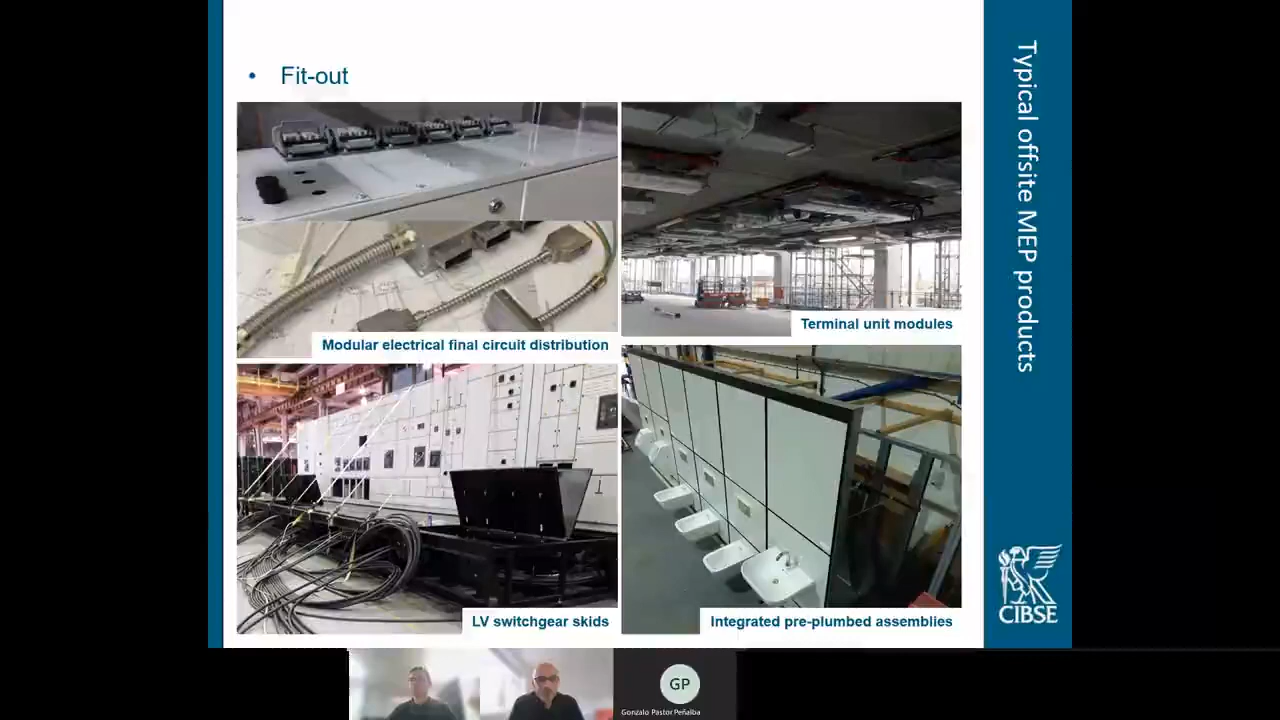 Fit-out
Modular electrical final circuit distribution
Terminal unit modules
LV switchgear skids
Integrated pre-plumbed assemblies
Typical offsite MEP products
CIBSE
GP
Gonzalo Pastor Peñalba